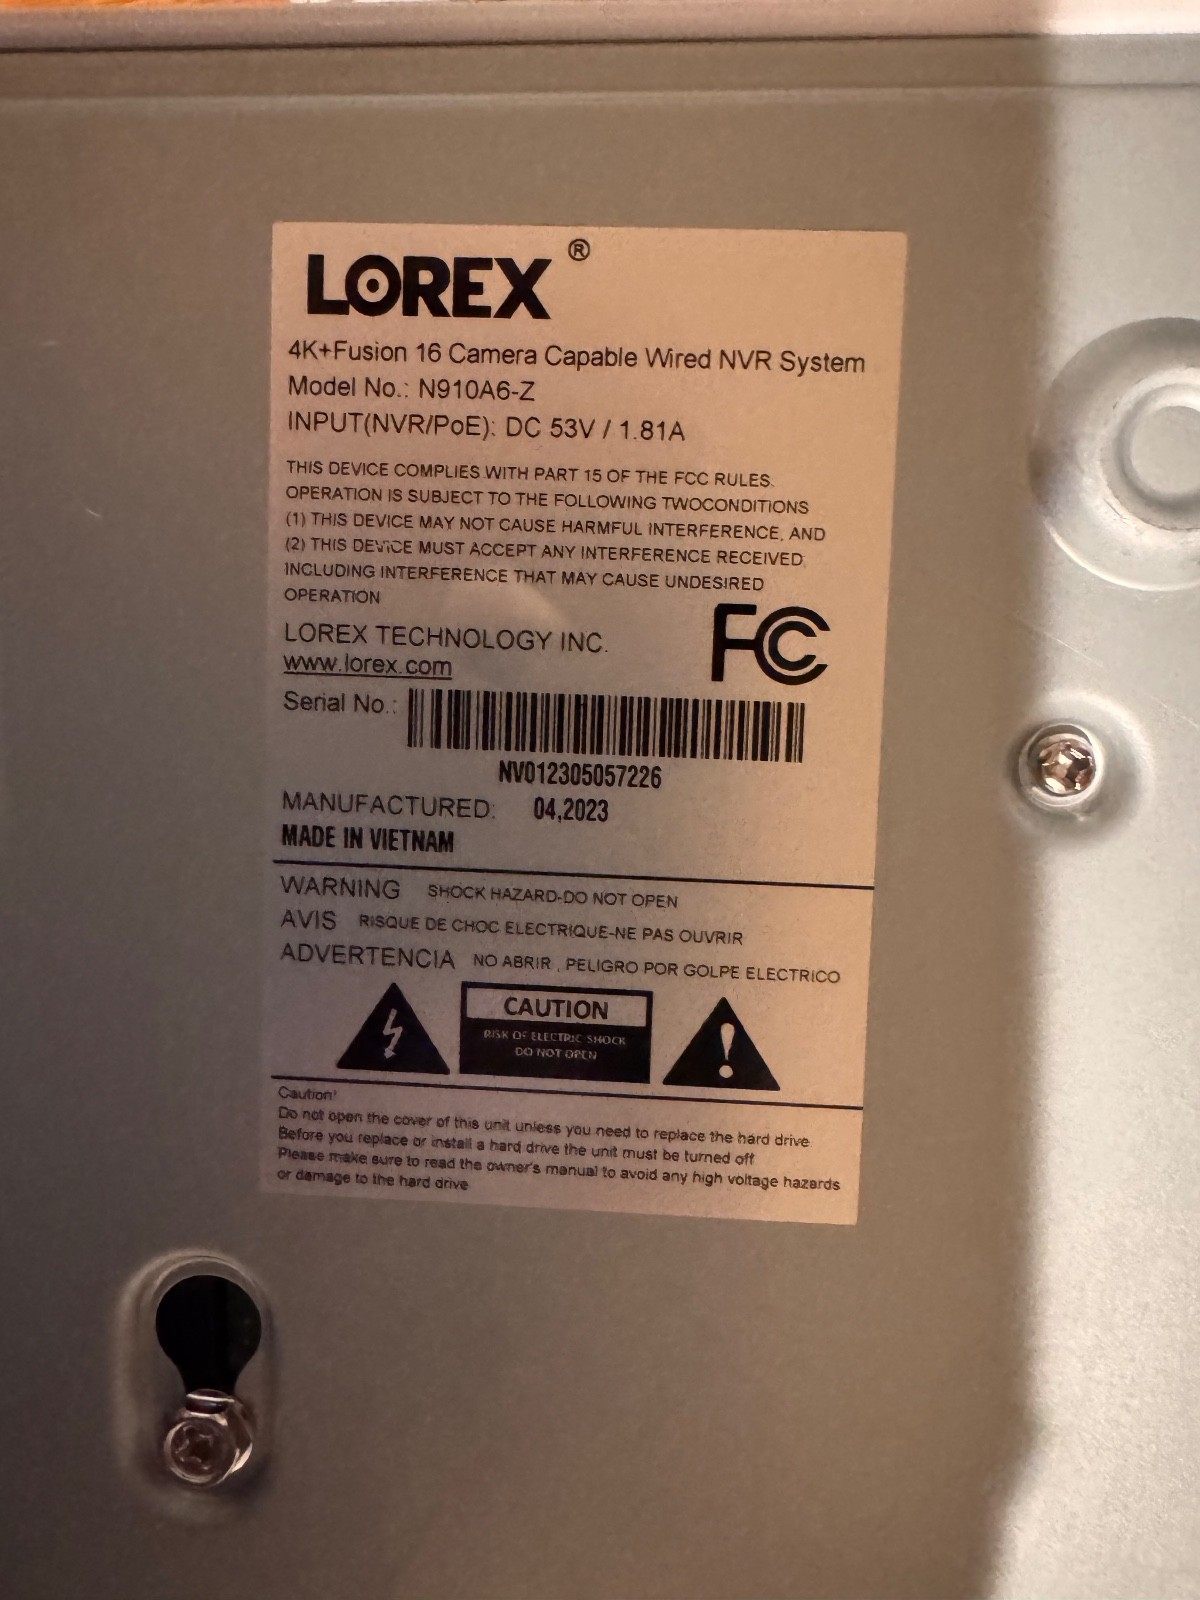 LOREX®
4K+Fusion 16 Camera Capable Wired NVR System
Model No.: N910A6-Z
INPUT(NVR/PoE): DC 53V / 1.81A
THIS DEVICE COMPLIES WITH PART 15 OF THE FCC RULES.
OPERATION IS SUBJECT TO THE FOLLOWING TWOCONDITIONS
(1) THIS DEVICE MAY NOT CAUSE HARMFUL INTERFERENCE, AND
(2) THIS DEVICE MUST ACCEPT ANY INTERFERENCE RECEIVED,
INCLUDING INTERFERENCE THAT MAY CAUSE UNDESIRED
OPERATION
LOREX TECHNOLOGY INC.
www.lorex.com
FC
Serial No.:
NV012305057226
MANUFACTURED: 04,2023
MADE IN VIETNAM
WARNING SHOCK HAZARD-DO NOT OPEN
AVIS RISQUE DE CHOC ELECTRIQUE-NE PAS OUVRIR
ADVERTENCIA NO ABRIR , PELIGRO POR GOLPE ELECTRICO
CAUTION
RISK OF ELECTRIC SHOCK
DO NOT OPEN
Caution!
Do not open the cover of this unit unless you need to replace the hard drive
Before you replace or install a hard drive the unit must be turned off
Please make sure to read the owner's manual to avoid any high voltage hazards
or damage to the hard drive